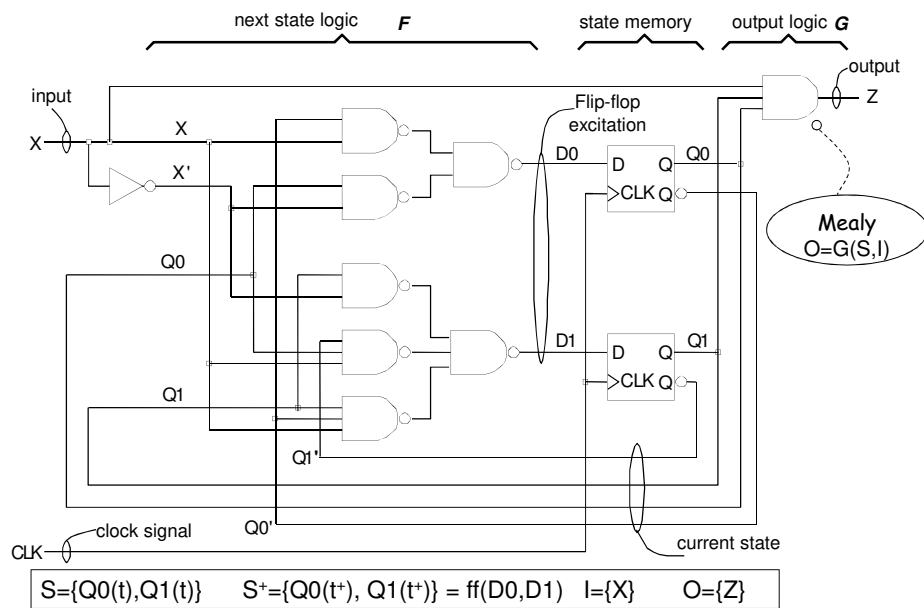 next state logic F
state memory
output logic G
output
input
Flip-flop
excitation
Z
X
X
X'
D0
D
Q
Q0
CLK
Q
Mealy
O=G(S,I)
Q0
D1
D
Q
Q1
CLK
Q
Q1
Q1'
Q0'
clock signal
CLK
current state
S={Q0(t),Q1(t)} S⁺={Q0(t⁺), Q1(t⁺)} = ff(D0,D1) I={X} O={Z}